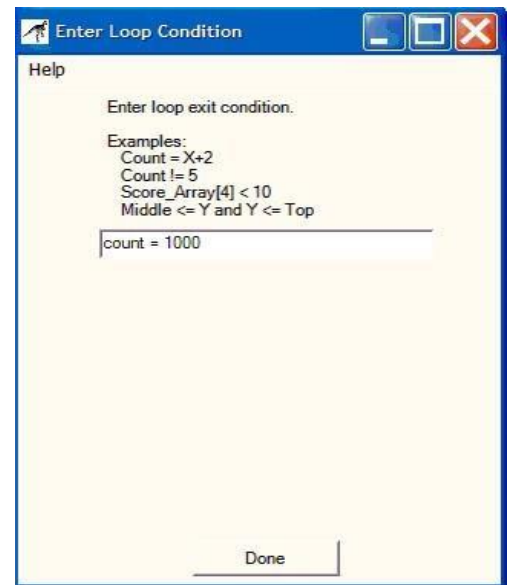 Enter Loop Condition
Help
Enter loop exit condition.
Examples:
Count = X+2
Count != 5
Score_Array[4] < 10
Middle <= Y and Y <= Top
count = 1000
Done